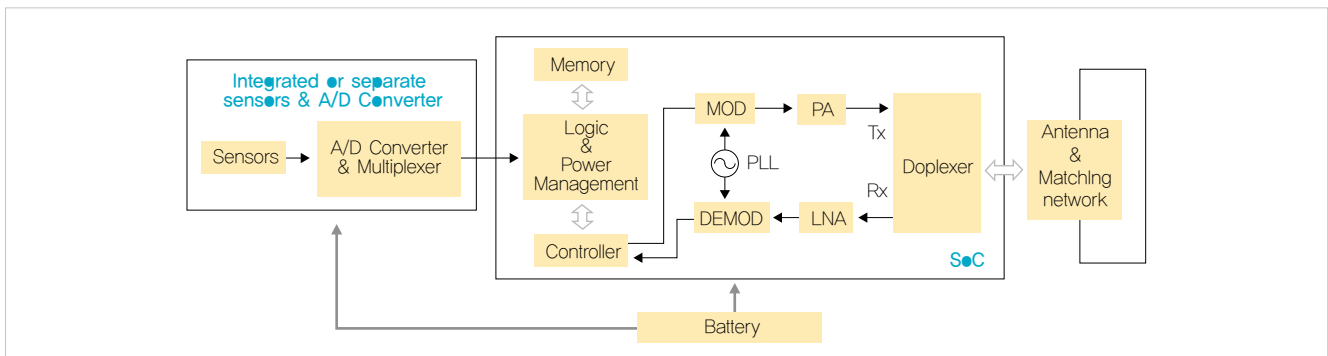 Integrated or separate
sensors & A/D Converter
Sensors
A/D Converter
& Multiplexer
Memory
Logic
&
Power
Management
Controller
MOD
PA
Tx
PLL
Doplexer
Rx
DEMOD
LNA
SoC
Antenna
&
MatchIng
network
Battery